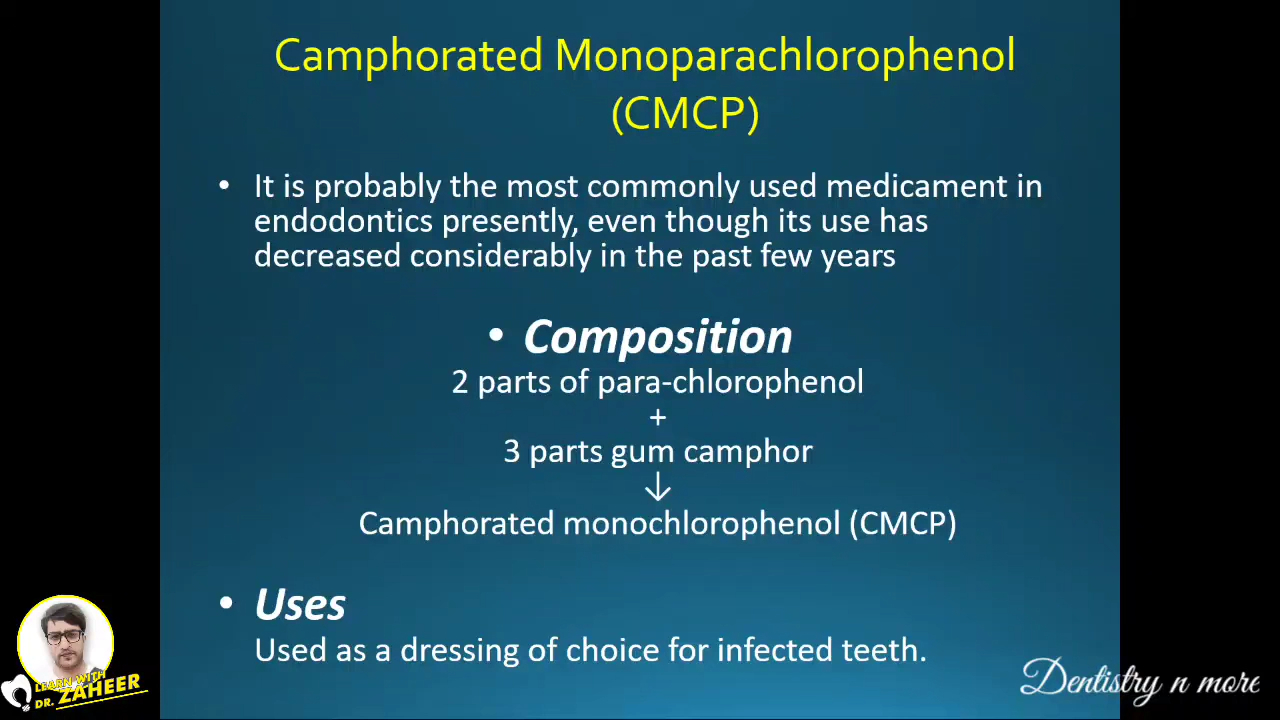 Camphorated Monoparachlorophenol
(CMCP)
• It is probably the most commonly used medicament in
endodontics presently, even though its use has
decreased considerably in the past few years
• Composition
2 parts of para-chlorophenol
+
3 parts gum camphor
↓
Camphorated monochlorophenol (CMCP)
• Uses
Used as a dressing of choice for infected teeth.
LEARN WITH
DR. ZAHEER
Dentistry n more